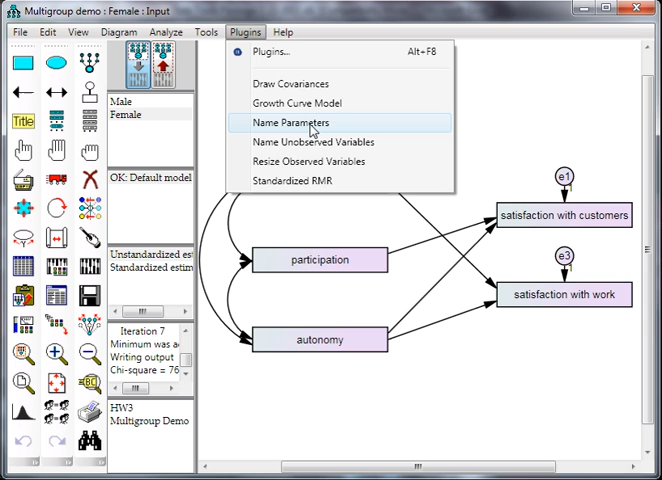 Multigroup demo : Female : Input
File Edit View Diagram Analyze Tools Plugins Help
Plugins... Alt+F8
Draw Covariances
Growth Curve Model
Name Parameters
Name Unobserved Variables
Resize Observed Variables
Standardized RMR
Title
Male
Female
OK: Default model
Unstandardized est
Standardized estim
Iteration 7
Minimum was a
Writing output
Chi-square = 76
HW3
Multigroup Demo
e1
1
satisfaction with customers
participation
e3
1
satisfaction with work
autonomy